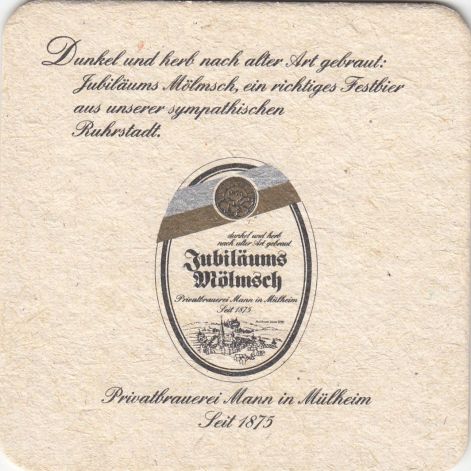 Dunkel und herb nach alter Art gebraut:
Jubiläums Mölmsch, ein richtiges Festbier
aus unserer sympathischen
Ruhrstadt.
dunkel und herb
nach alter Art gebraut
Jubiläums
Mölmsch
Privatbrauerei Mann in Mülheim
Seit 1875
Privatbrauerei Mann in Mülheim
Seit 1875